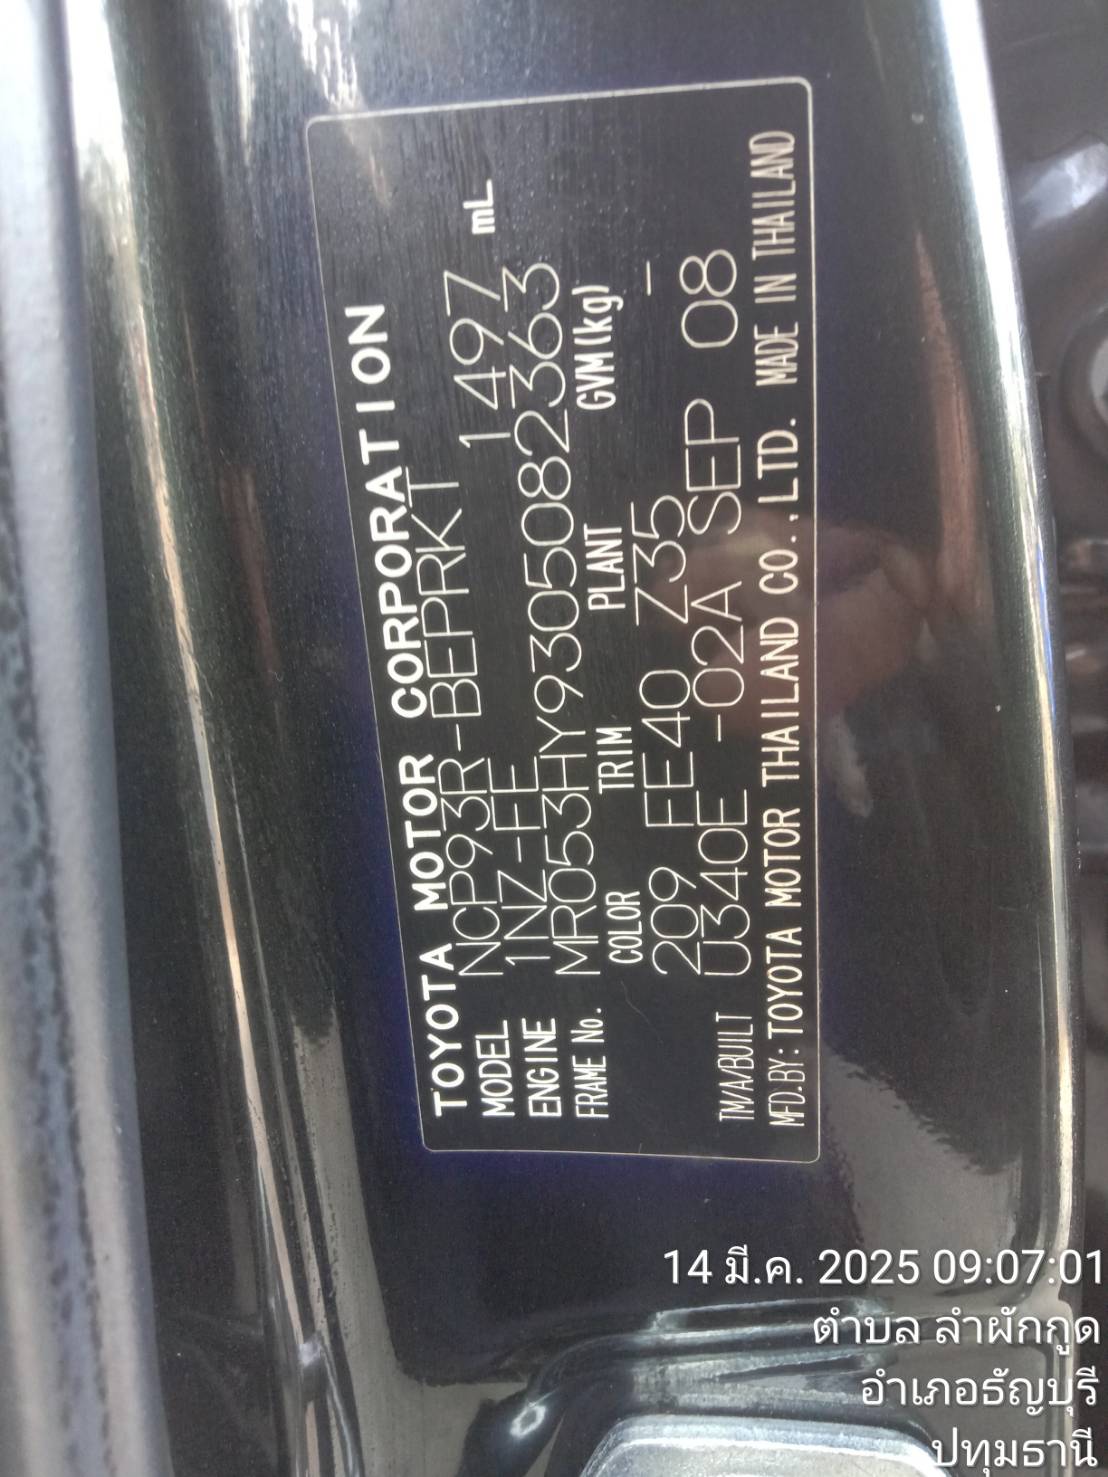 TOYOTA MOTOR CORPORATION
MODEL NCP93R-BEPRKT
ENGINE 1NZ-FE 1497 mL
FRAME No. MR053HY9305082363
COLOR TRIM PLANT GVM(kg)
209 FE40 Z35 -
TM/A/BUILT U340E -02A SEP 08
MFD.BY: TOYOTA MOTOR THAILAND CO.,LTD. MADE IN THAILAND
14 มี.ค. 2025 09:07:01
ตำบล ลำผักกูด
อำเภอธัญบุรี
ปทุมธานี